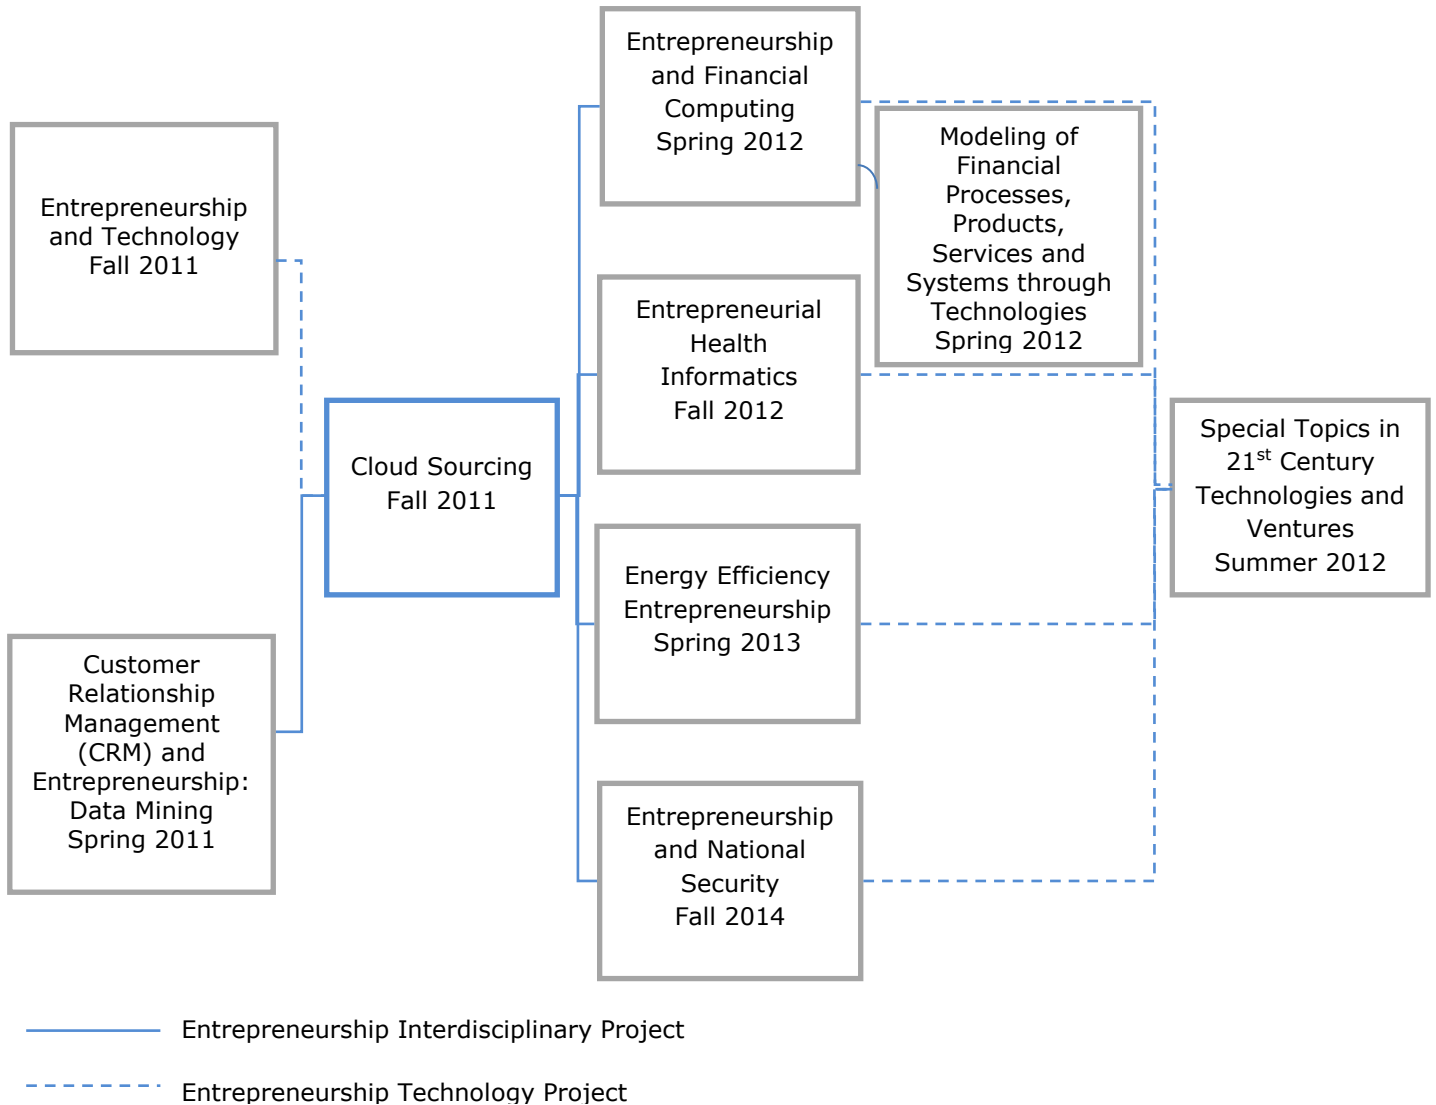 Entrepreneurship
and Technology
Fall 2011
Customer
Relationship
Management
(CRM) and
Entrepreneurship:
Data Mining
Spring 2011
Cloud Sourcing
Fall 2011
Entrepreneurship
and Financial
Computing
Spring 2012
Modeling of
Financial
Processes,
Products,
Services and
Systems through
Technologies
Spring 2012
Entrepreneurial
Health
Informatics
Fall 2012
Energy Efficiency
Entrepreneurship
Spring 2013
Entrepreneurship
and National
Security
Fall 2014
Special Topics in
21st Century
Technologies and
Ventures
Summer 2012
Entrepreneurship Interdisciplinary Project
Entrepreneurship Technology Project